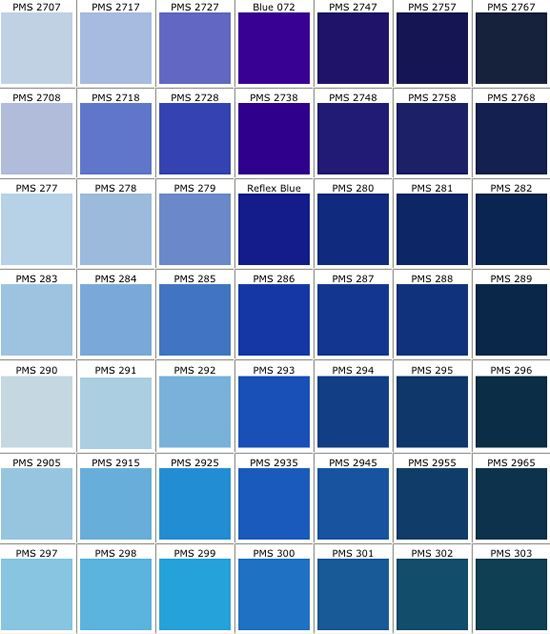 PMS 2707 PMS 2717 PMS 2727 Blue 072 PMS 2747 PMS 2757 PMS 2767
PMS 2708 PMS 2718 PMS 2728 PMS 2738 PMS 2748 PMS 2758 PMS 2768
PMS 277 PMS 278 PMS 279 Reflex Blue PMS 280 PMS 281 PMS 282
PMS 283 PMS 284 PMS 285 PMS 286 PMS 287 PMS 288 PMS 289
PMS 290 PMS 291 PMS 292 PMS 293 PMS 294 PMS 295 PMS 296
PMS 2905 PMS 2915 PMS 2925 PMS 2935 PMS 2945 PMS 2955 PMS 2965
PMS 297 PMS 298 PMS 299 PMS 300 PMS 301 PMS 302 PMS 303